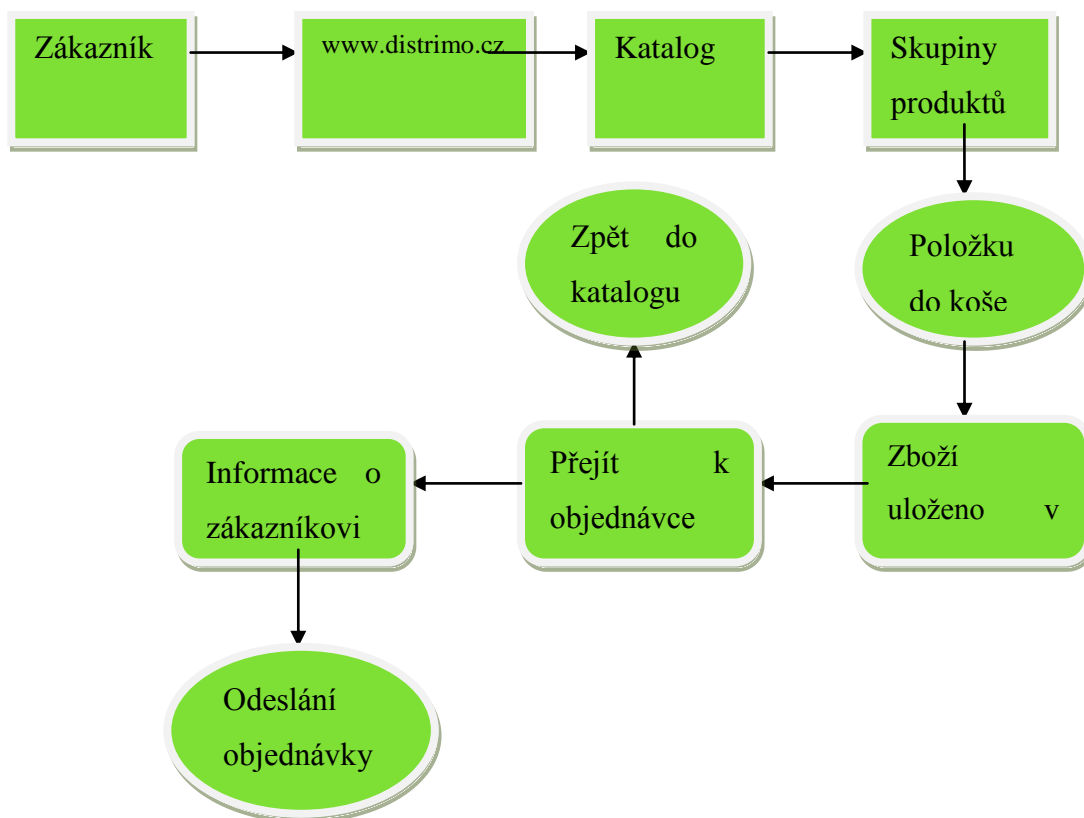 Zákazník
www.distrimo.cz
Katalog
Skupiny
produktů
Položku
do koše
Zpět do
katalogu
Zboží
uloženo v
Přejít k
objednávce
Informace o
zákazníkovi
Odeslání
objednávky